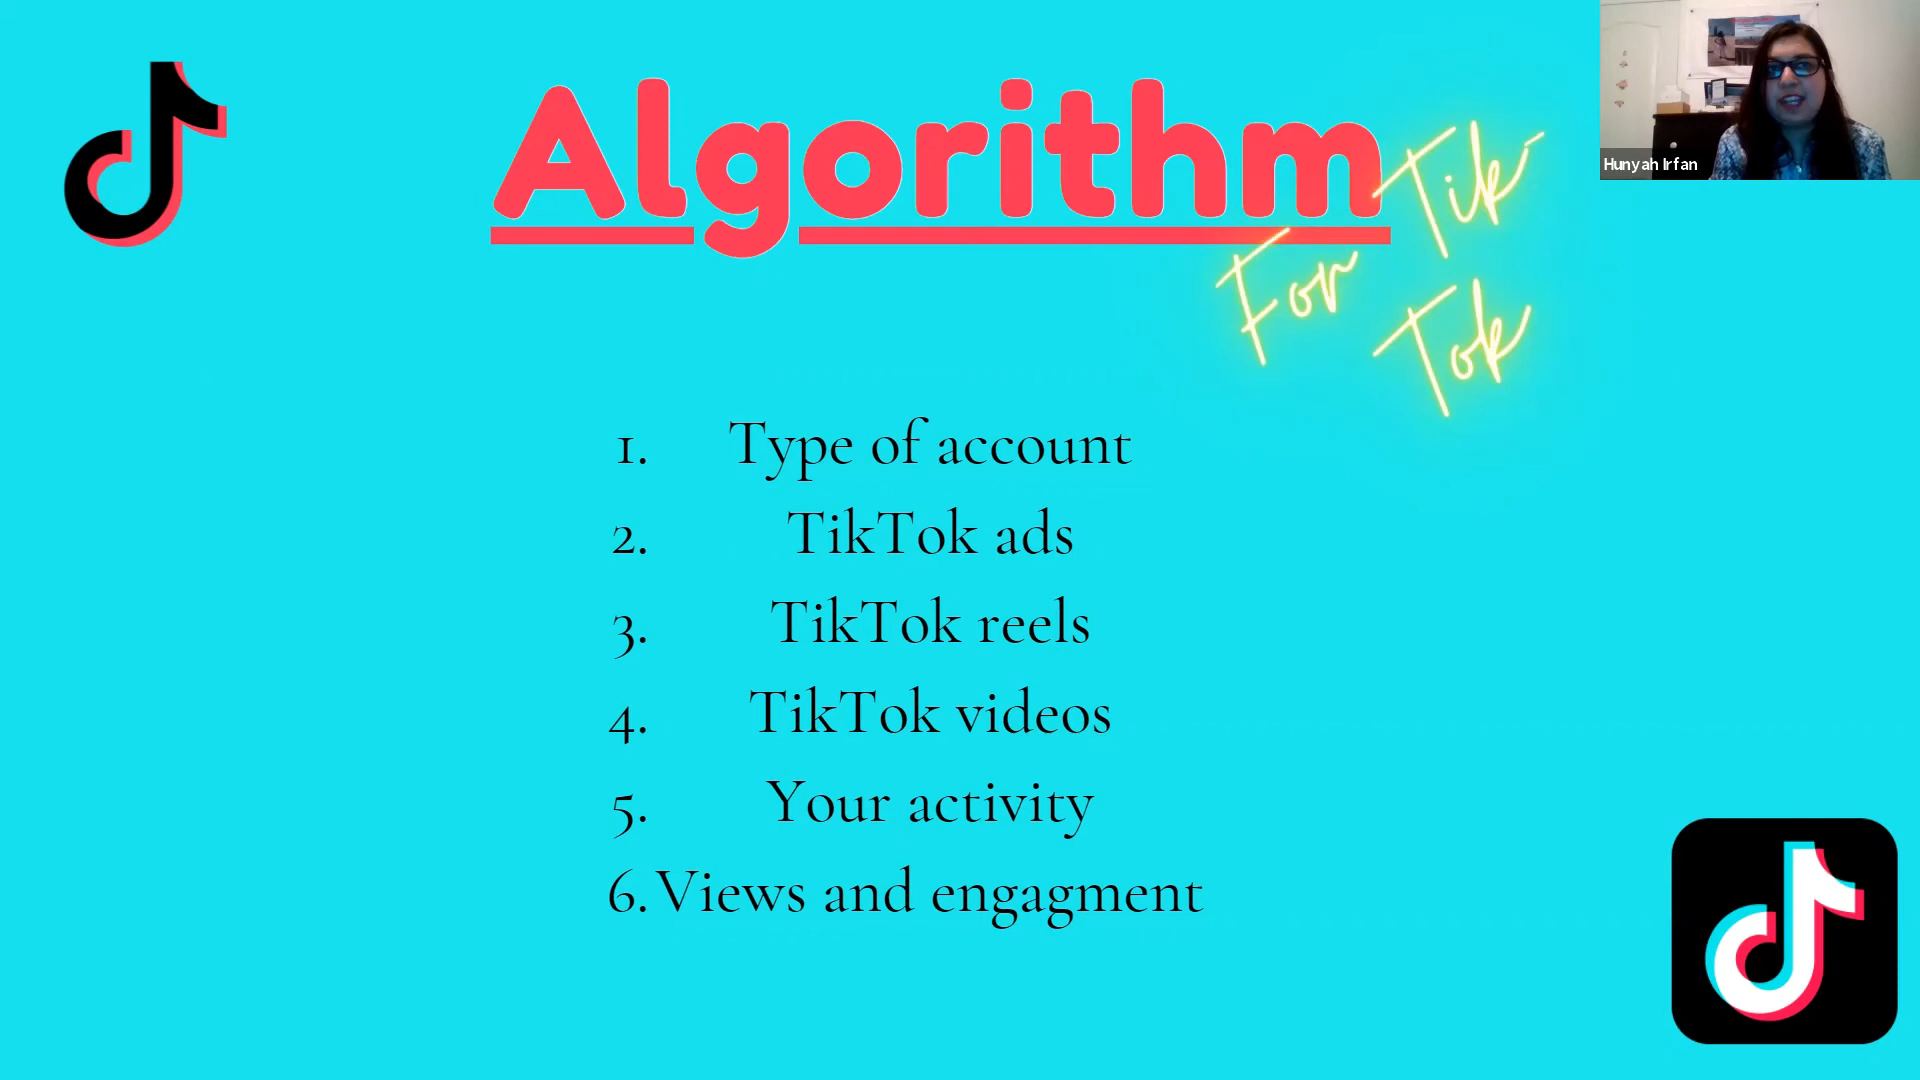 Algorithm
For Tik
Tok
Hunyah Irfan
1. Type of account
2. TikTok ads
3. TikTok reels
4. TikTok videos
5. Your activity
6. Views and engagment